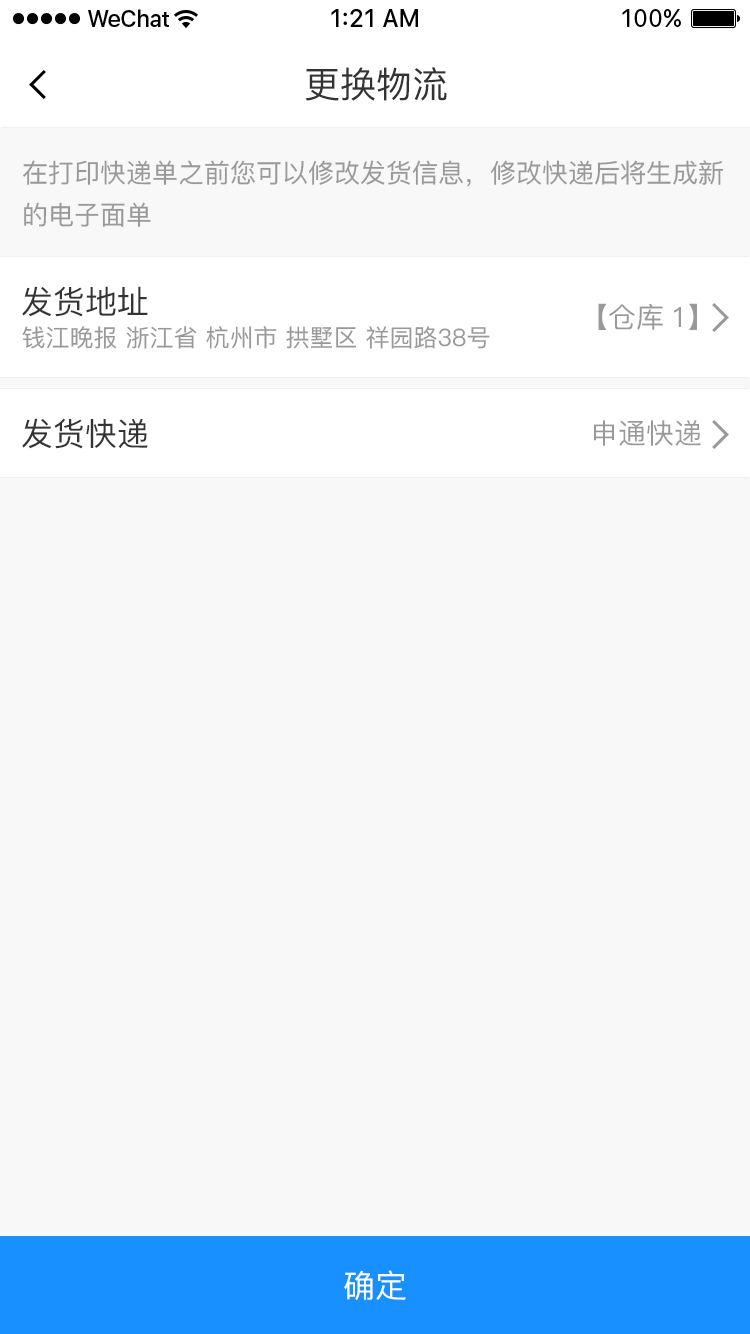 WeChat 1:21 AM 100%
更换物流
在打印快递单之前您可以修改发货信息，修改快递后将生成新
的电子面单
发货地址
钱江晚报 浙江省 杭州市 拱墅区 祥园路38号
【仓库 1】
发货快递 申通快递
确定